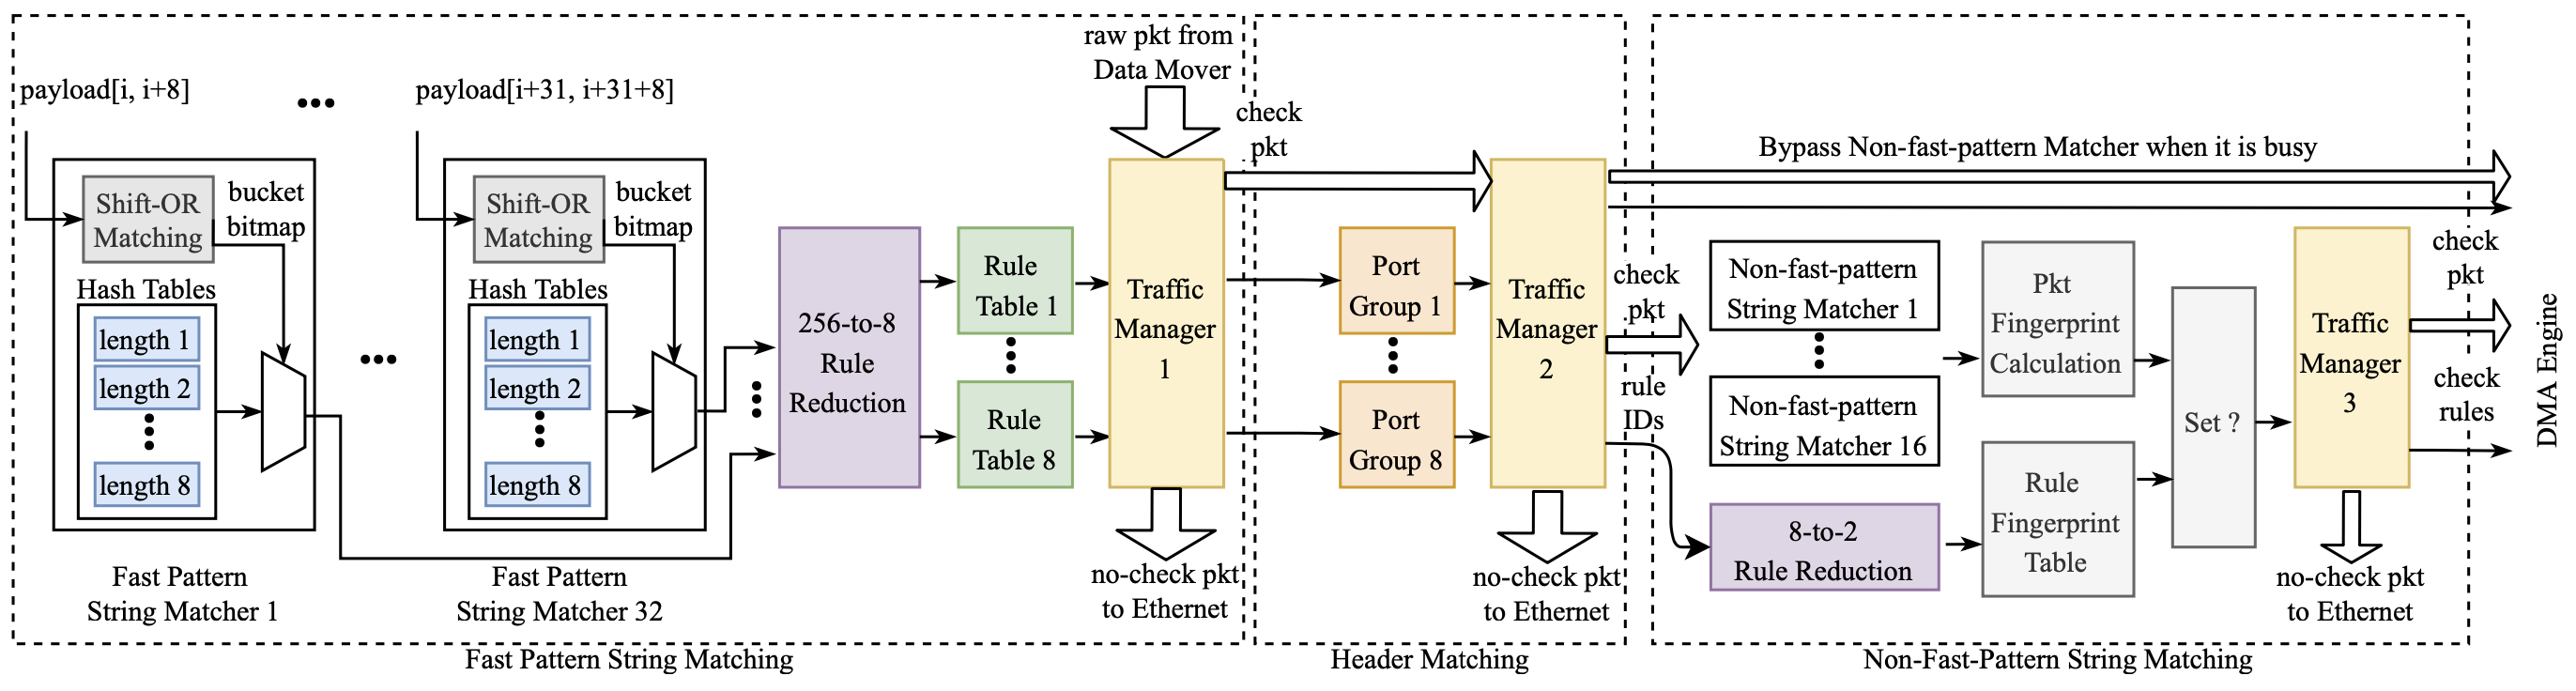 payload[i, i+8]
payload[i+31, i+31+8]
raw pkt from
Data Mover
Shift-OR
Matching
bucket
bitmap
Hash Tables
length 1
length 2
length 8
Fast Pattern
String Matcher 1
Shift-OR
Matching
bucket
bitmap
Hash Tables
length 1
length 2
length 8
Fast Pattern
String Matcher 32
256-to-8
Rule
Reduction
Rule
Table 1
Rule
Table 8
Traffic
Manager
1
no-check pkt
to Ethernet
Fast Pattern String Matching
check
pkt
Port
Group 1
Port
Group 8
Traffic
Manager
2
no-check pkt
to Ethernet
Header Matching
Bypass Non-fast-pattern Matcher when it is busy
check
pkt
rule
IDs
Non-fast-pattern
String Matcher 1
Non-fast-pattern
String Matcher 16
8-to-2
Rule Reduction
Pkt
Fingerprint
Calculation
Rule
Fingerprint
Table
Set ?
Traffic
Manager
3
no-check pkt
to Ethernet
check
pkt
check
rules
DMA Engine
Non-Fast-Pattern String Matching